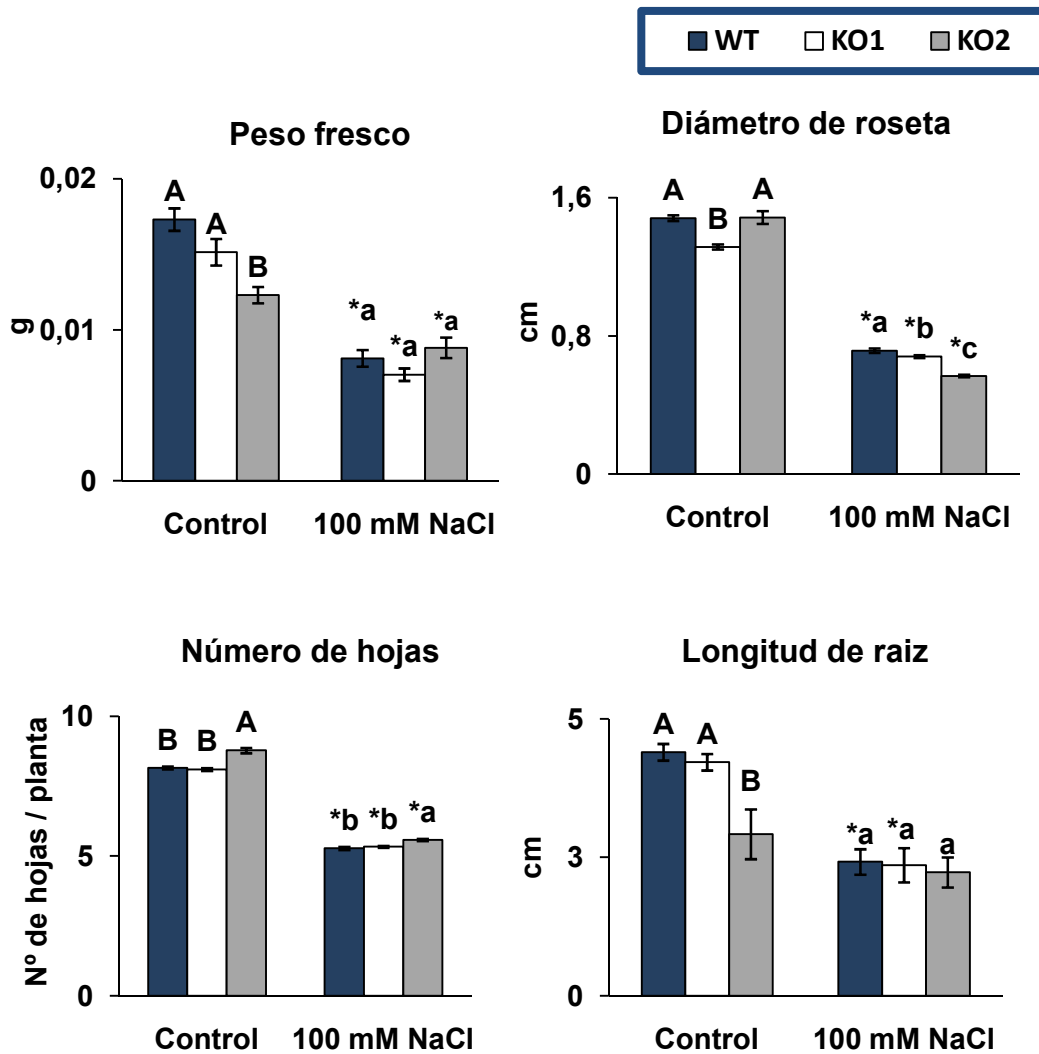 WT KO1 KO2
Peso fresco
0,02
0,01
0
g
A A B
*a *a *a
Control 100 mM NaCl
Diámetro de roseta
1,6
0,8
0
cm
A B A
*a *b *c
Control 100 mM NaCl
Número de hojas
10
5
0
Nº de hojas / planta
B B A
*b *b *a
Control 100 mM NaCl
Longitud de raiz
5
3
0
cm
A A B
*a *a a
Control 100 mM NaCl